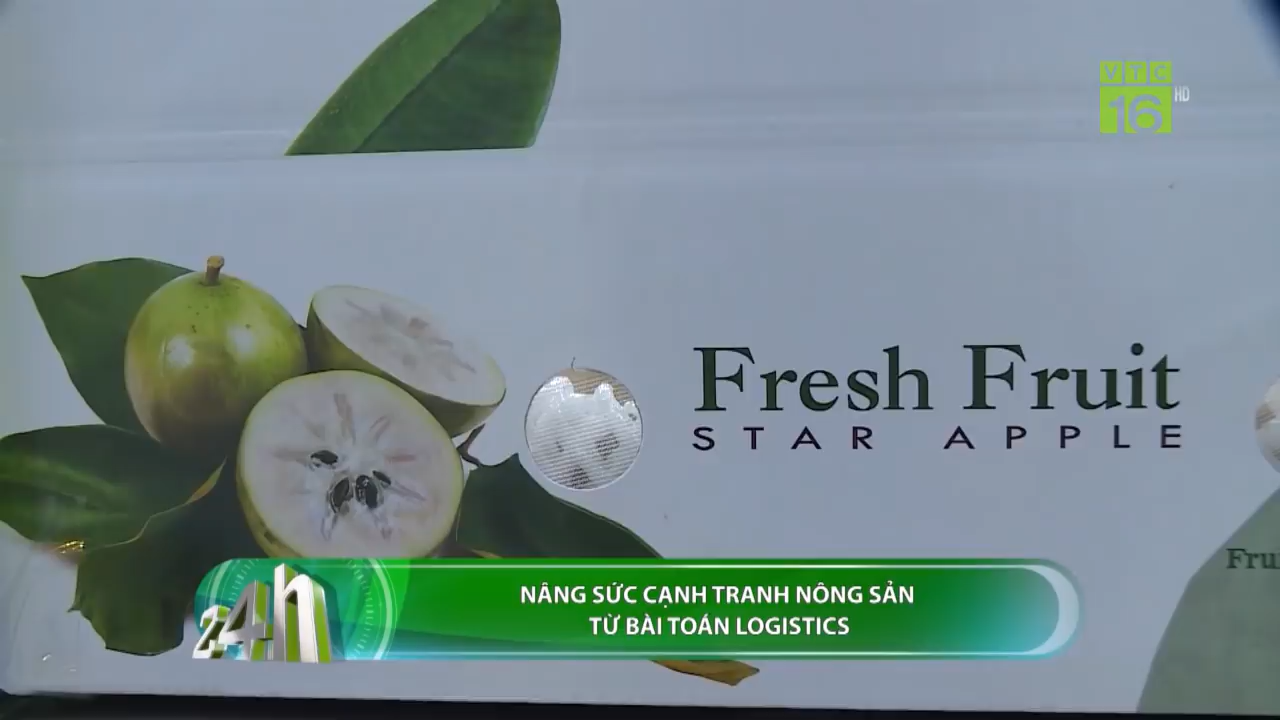 VTC
16 HD
Fresh Fruit
STAR APPLE
24h
NÂNG SỨC CẠNH TRANH NÔNG SẢN
TỪ BÀI TOÁN LOGISTICS